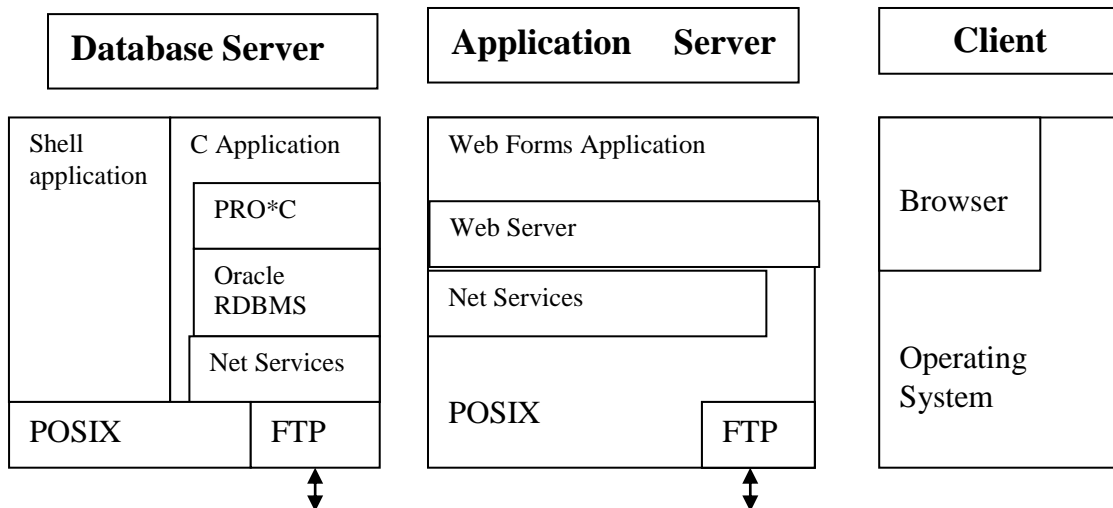 Database Server
Application Server
Client
Shell
application
C Application
PRO*C
Oracle
RDBMS
Net Services
POSIX
FTP
Web Forms Application
Web Server
Net Services
POSIX
FTP
Browser
Operating
System